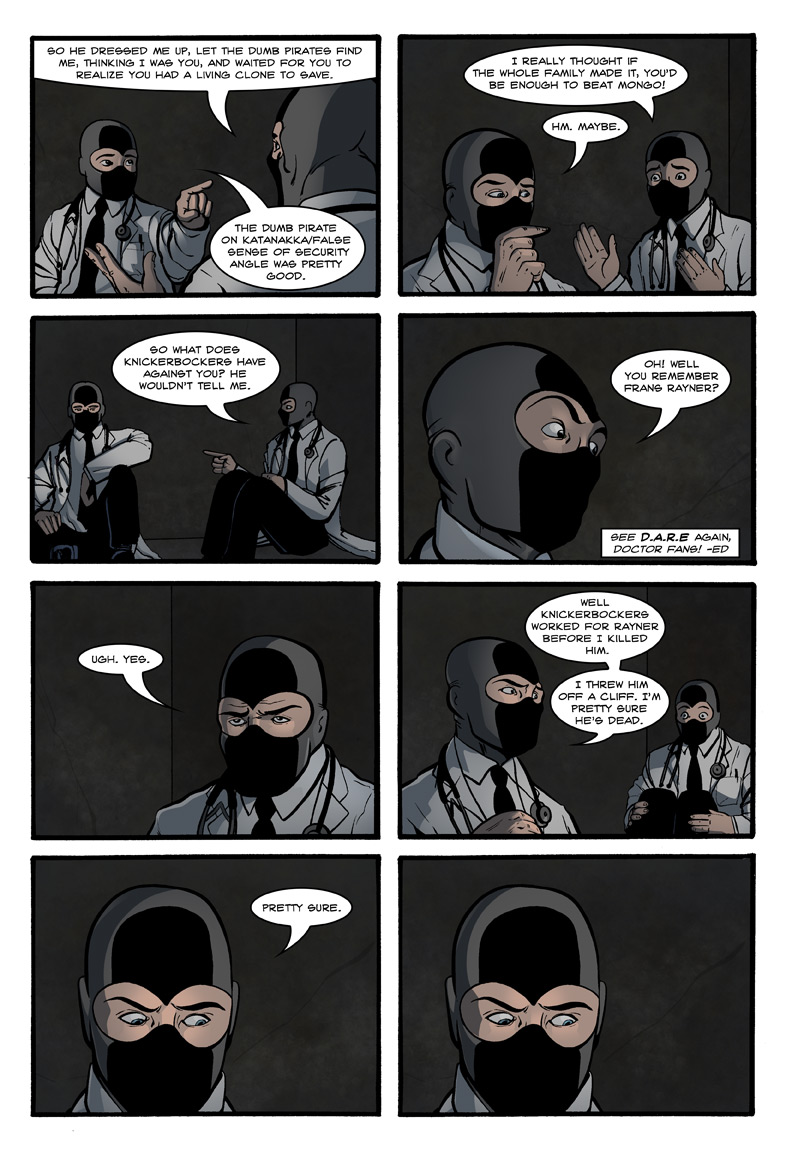 SO HE DRESSED ME UP, LET THE DUMB PIRATES FIND
ME, THINKING I WAS YOU, AND WAITED FOR YOU TO
REALIZE YOU HAD A LIVING CLONE TO SAVE.
THE DUMB PIRATE
ON KATANAKKA/FALSE
SENSE OF SECURITY
ANGLE WAS PRETTY
GOOD.
I REALLY THOUGHT IF
THE WHOLE FAMILY MADE IT, YOU'D
BE ENOUGH TO BEAT MONGO!
HM. MAYBE.
SO WHAT DOES
KNICKERBOCKERS HAVE
AGAINST YOU? HE
WOULDN'T TELL ME.
OH! WELL
YOU REMEMBER
FRANS RAYNER?
SEE D.A.R.E AGAIN,
DOCTOR FANS! -ED
UGH. YES.
WELL
KNICKERBOCKERS
WORKED FOR RAYNER
BEFORE I KILLED
HIM.
I THREW HIM
OFF A CLIFF. I'M
PRETTY SURE
HE'S DEAD.
PRETTY SURE.